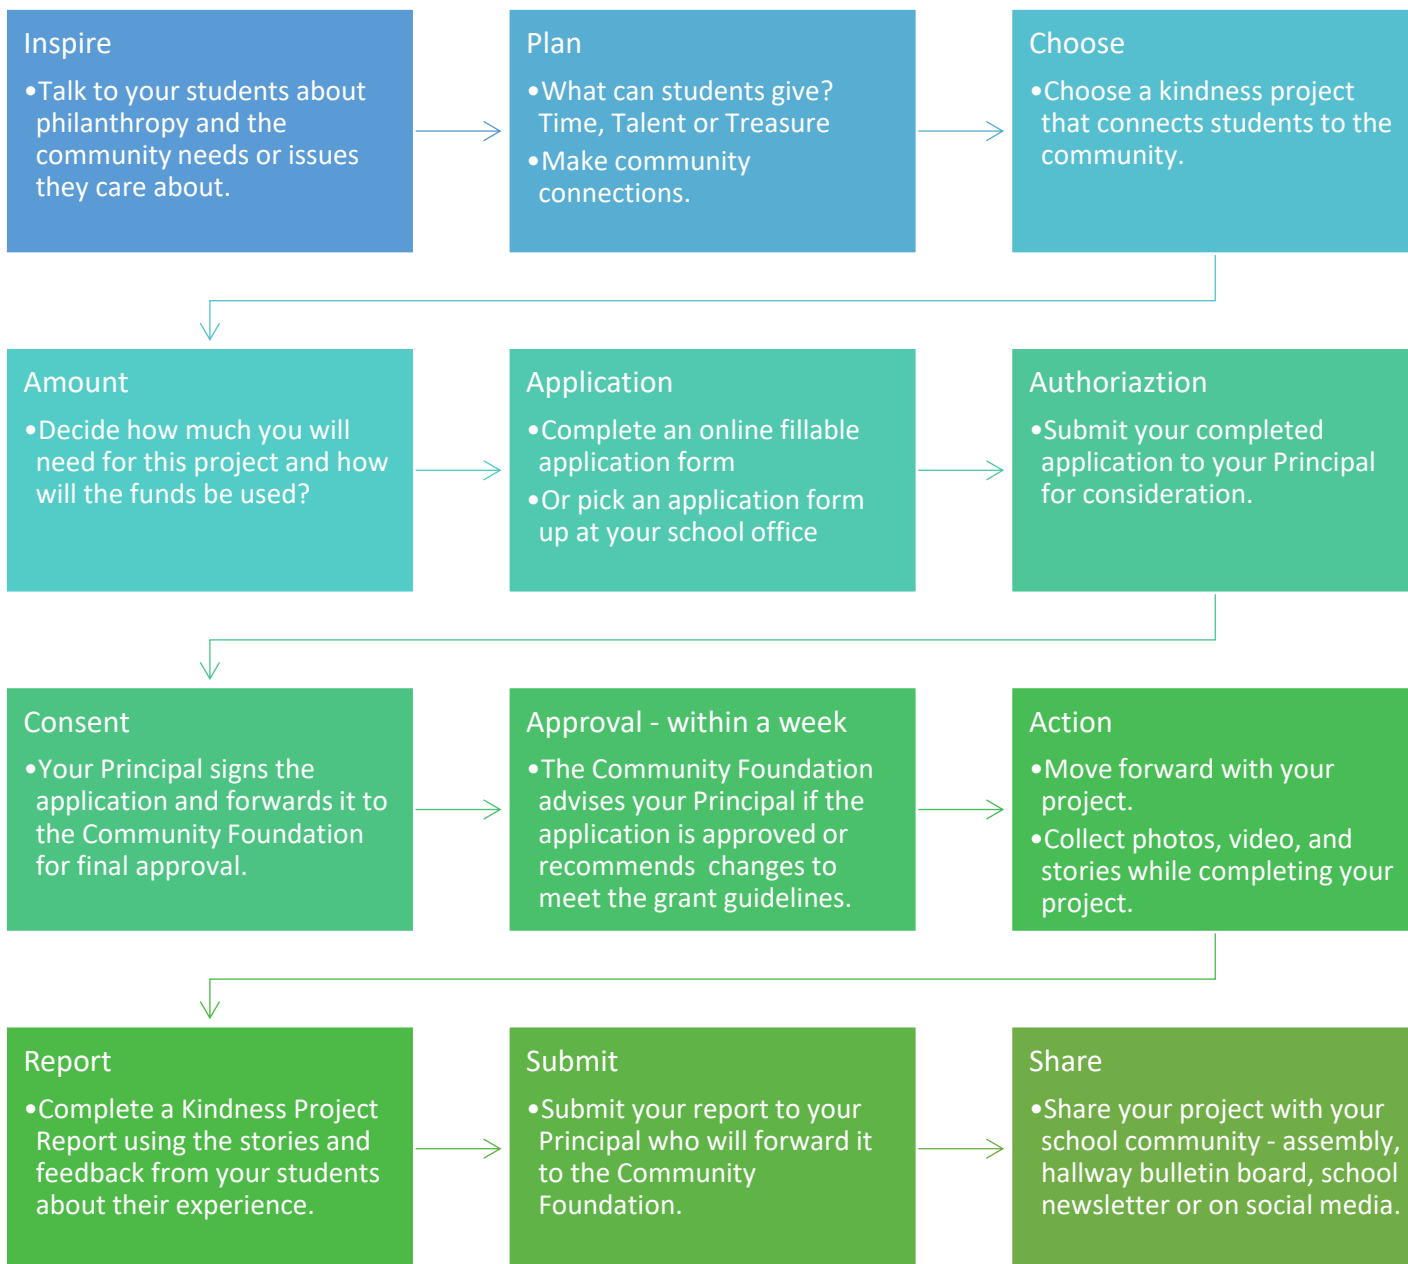 Inspire
•Talk to your students about
philanthropy and the
community needs or issues
they care about.
Plan
•What can students give?
Time, Talent or Treasure
•Make community
connections.
Choose
•Choose a kindness project
that connects students to the
community.
Amount
•Decide how much you will
need for this project and how
will the funds be used?
Application
•Complete an online fillable
application form
•Or pick an application form
up at your school office
Authoriaztion
•Submit your completed
application to your Principal
for consideration.
Consent
•Your Principal signs the
application and forwards it to
the Community Foundation
for final approval.
Approval - within a week
•The Community Foundation
advises your Principal if the
application is approved or
recommends  changes to
meet the grant guidelines.
Action
•Move forward with your
project.
•Collect photos, video, and
stories while completing your
project.
Report
•Complete a Kindness Project
Report using the stories and
feedback from your students
about their experience.
Submit
•Submit your report to your
Principal who will forward it
to the Community
Foundation.
Share
•Share your project with your
school community - assembly,
hallway bulletin board, school
newsletter or on social media.